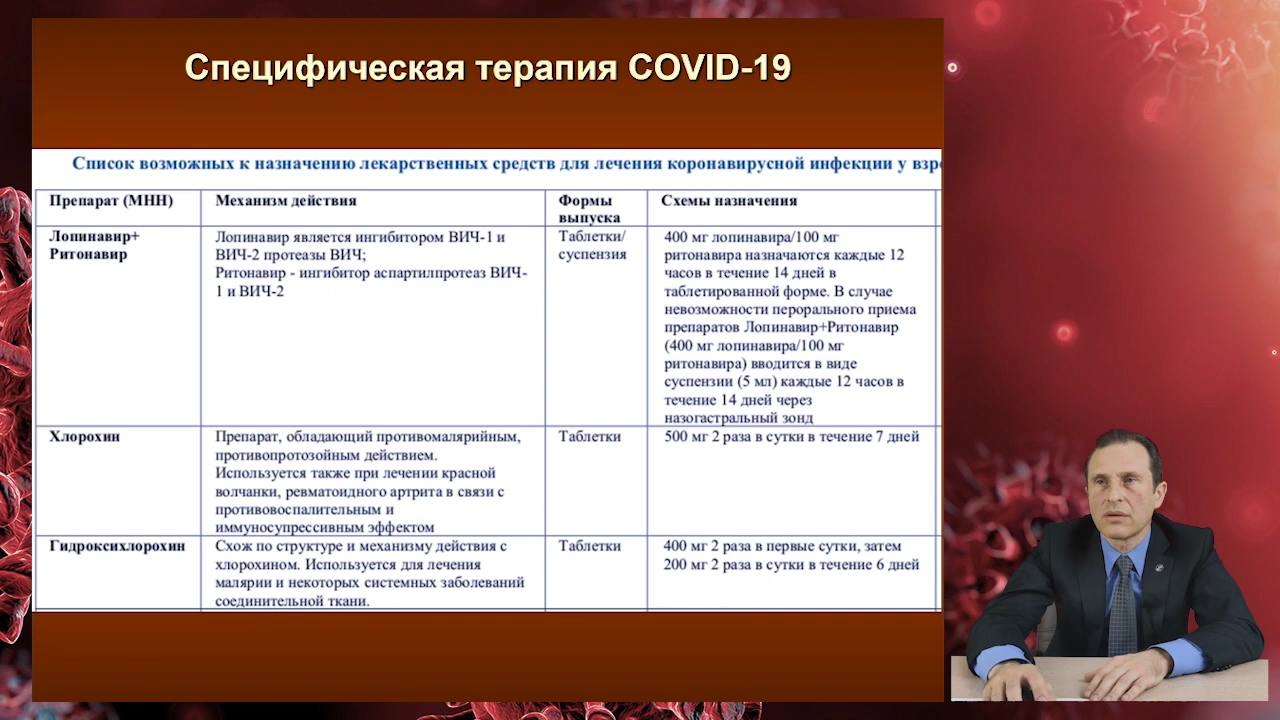 Специфическая терапия COVID-19
Список возможных к назначению лекарственных средств для лечения коронавирусной инфекции у
Препарат (МНН)
Механизм действия
Формы
выпуска
Схемы назначения
Лопинавир+
Ритонавир
Лопинавир является ингибитором ВИЧ-1 и
ВИЧ-2 протеазы ВИЧ;
Ритонавир - ингибитор аспартилпротеаз ВИЧ-
1 и ВИЧ-2
Таблетки/
суспензия
400 мг лопинавира/100 мг
ритонавира назначаются каждые 12
часов в течение 14 дней в
таблетированной форме. В случае
невозможности перорального приема
препаратов Лопинавир+Ритонавир
(400 мг лопинавира/100 мг
ритонавира) вводится в виде
суспензии (5 мл) каждые 12 часов в
течение 14 дней через
назогастральный зонд
Хлорохин
Препарат, обладающий противомалярийным,
противопротозойным действием.
Используется также при лечении красной
волчанки, ревматоидного артрита в связи с
противовоспалительным и
иммуносупрессивным эффектом
Таблетки
500 мг 2 раза в сутки в течение 7 дней
Гидроксихлорохин
Схож по структуре и механизму действия с
хлорохином. Используется для лечения
малярии и некоторых системных заболеваний
соединительной ткани.
Таблетки
400 мг 2 раза в первые сутки, затем
200 мг 2 раза в сутки в течение 6 дней